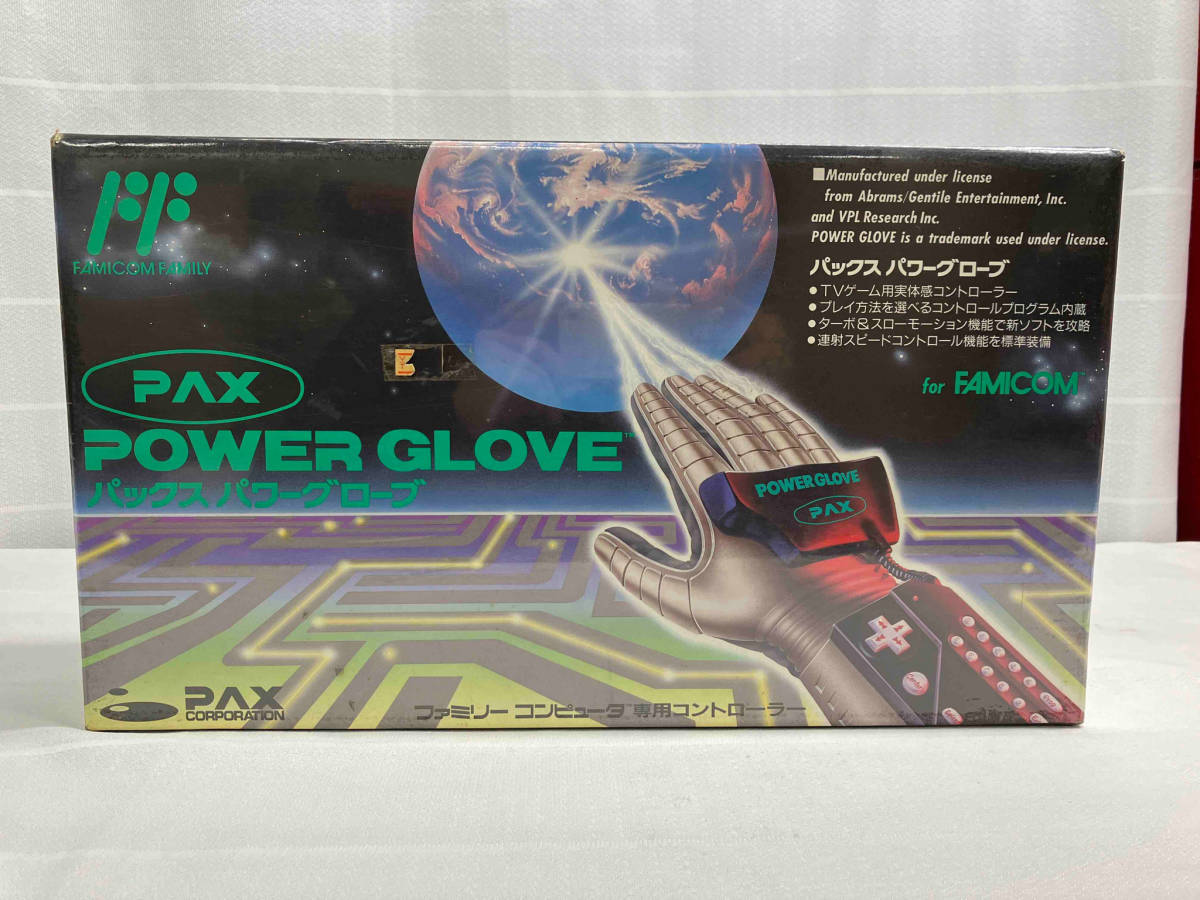 FAMICOM FAMILY
■Manufactured under license
from Abrams/Gentile Entertainment, Inc.
and VPL Research Inc.
POWER GLOVE is a trademark used under license.
パックス パワーグローブ
●TVゲーム用実体感コントローラー
●プレイ方法を選べるコントロールプログラム内蔵
●ターボ&スローモーション機能で新ソフトを攻略
●連射スピードコントロール機能を標準装備
for FAMICOM™
PAX
POWER GLOVE™
パックス パワーグローブ
POWER GLOVE
PAX
PAX
CORPORATION
ファミリー コンピュータ™専用コントローラー